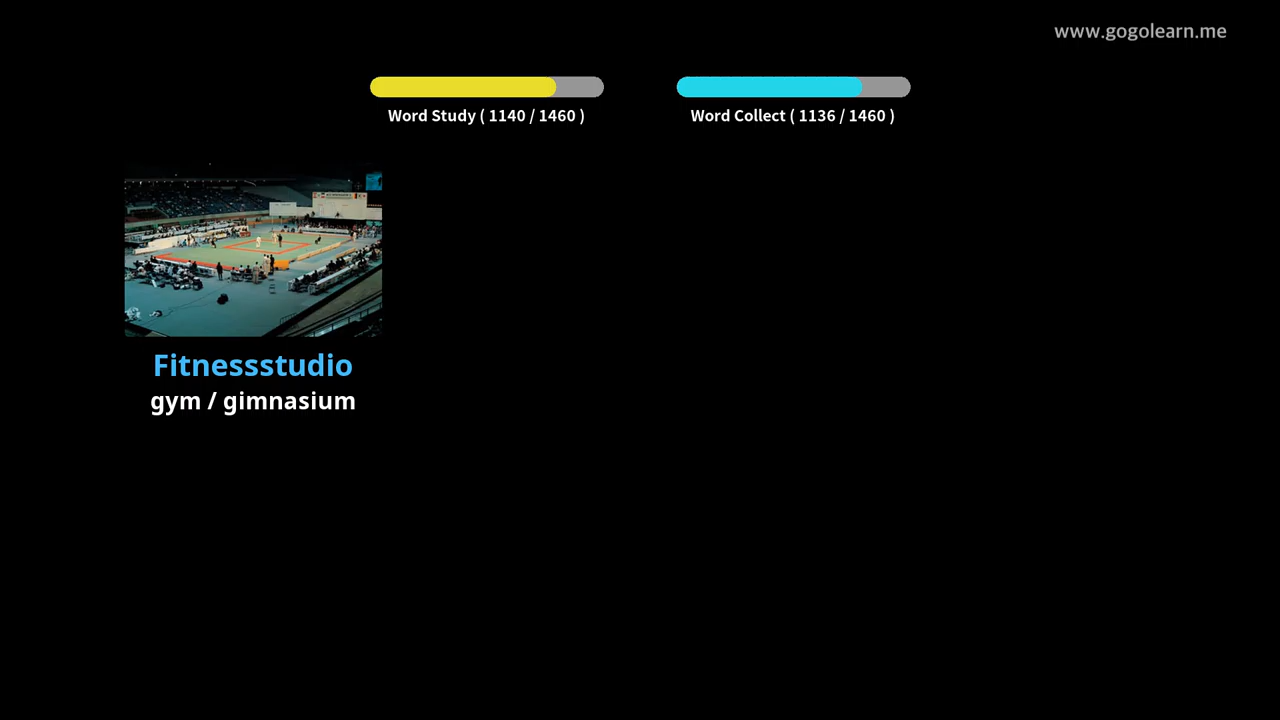 www.gogolearn.me
Word Study ( 1140 / 1460 )
Word Collect ( 1136 / 1460 )
Fitnessstudio
gym / gimnasium